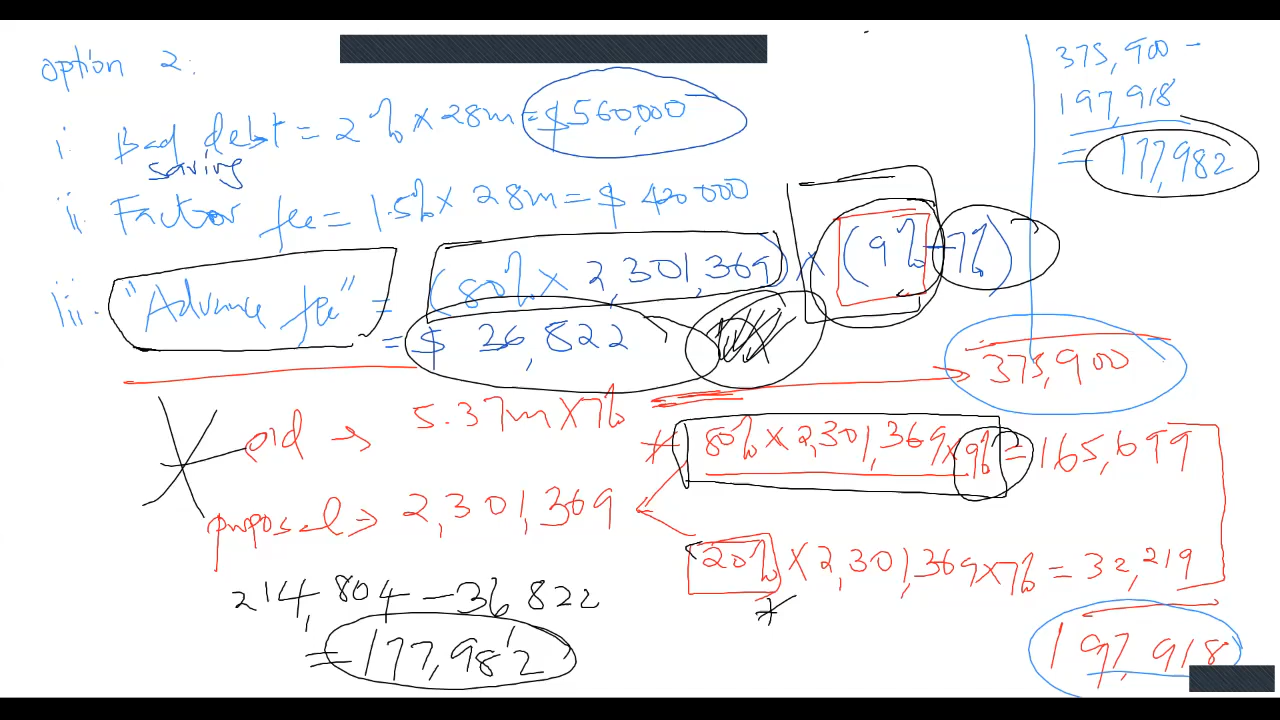 option 2:
i. Bad debt = 2% × 28m = $560,000
saving
ii. Factor fee = 1.5% × 28m = $ 420000
iii. "Advance fee" = (80% × 2,301,369) × (9% - 7%)
= $ 36,822
375,900 -
197,918
= 177,982
old → 5.37m × 7%
375,900
80% × 2,301,369 × 9% = 165,699
proposal ⇒ 2,301,369
20% × 2,301,369 × 7% = 32,219
197,918
214,804 - 36 822
= 177,982